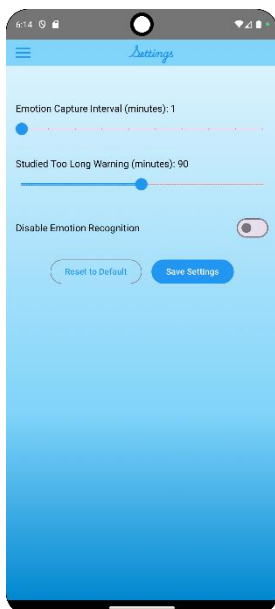 6:14
Settings
Emotion Capture Interval (minutes): 1
Studied Too Long Warning (minutes): 90
Disable Emotion Recognition
Reset to Default
Save Settings